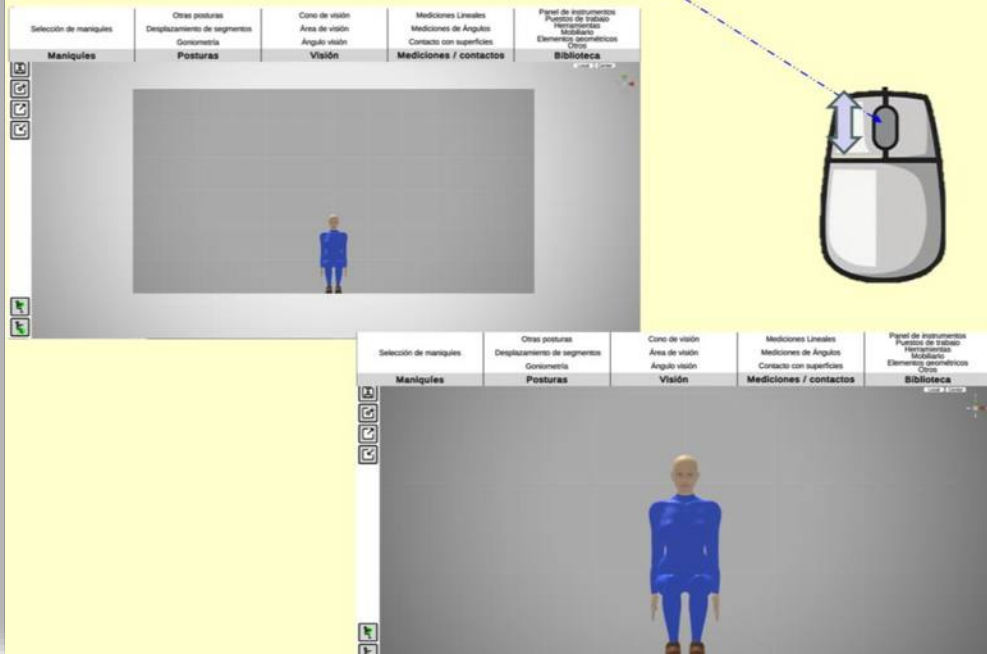 Selección de maniquíes
Otras posturas
Desplazamiento de segmentos
Goniometría
Cono de visión
Área de visión
Ángulo visión
Mediciones Lineales
Mediciones de Ángulos
Contacto con superficies
Panel de instrumentos
Puestos de trabajo
Herramientas
Mobiliario
Elementos geométricos
Otros
Maniquíes Posturas Visión Mediciones / contactos Biblioteca
Local Center
Selección de maniquíes
Otras posturas
Desplazamiento de segmentos
Goniometría
Cono de visión
Área de visión
Ángulo visión
Mediciones Lineales
Mediciones de Ángulos
Contacto con superficies
Panel de instrumentos
Puestos de trabajo
Herramientas
Mobiliario
Elementos geométricos
Otros
Maniquíes Posturas Visión Mediciones / contactos Biblioteca
Local Center